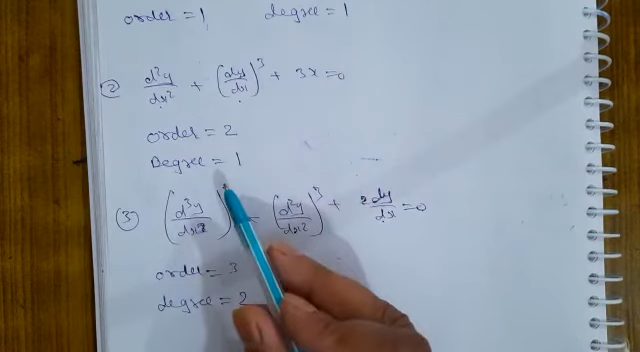 order = 1 degree = 1
② d²y/dx² + (dy/dx)³ + 3x = 0
order = 2
Degree = 1
③ (d³y/dx³) (d²y/dx²)³ + 2 dy/dx = 0
order = 3
degree = 2